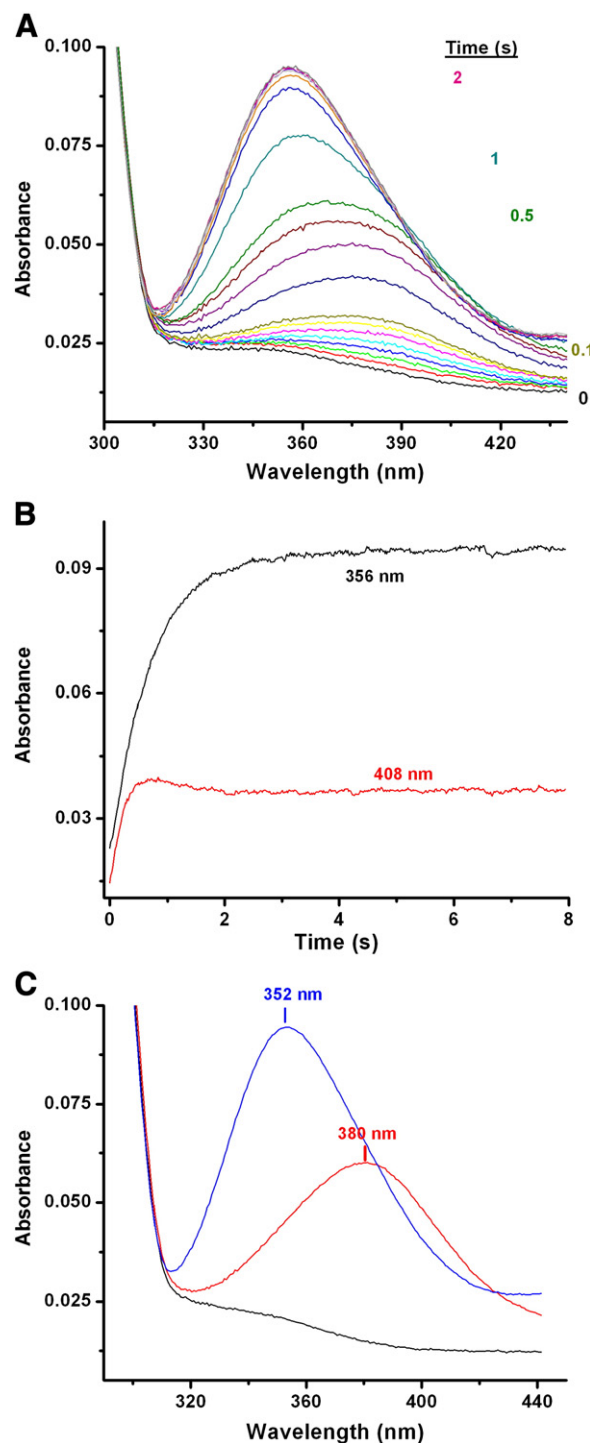 A
0.100
0.075
0.050
0.025
Absorbance
300 330 360 390 420
Wavelength (nm)
Time (s)
2
1
0.5
0.1
0
B
0.09
0.06
0.03
Absorbance
356 nm
408 nm
0 2 4 6 8
Time (s)
C
0.100
0.075
0.050
0.025
Absorbance
352 nm
380 nm
320 360 400 440
Wavelength (nm)